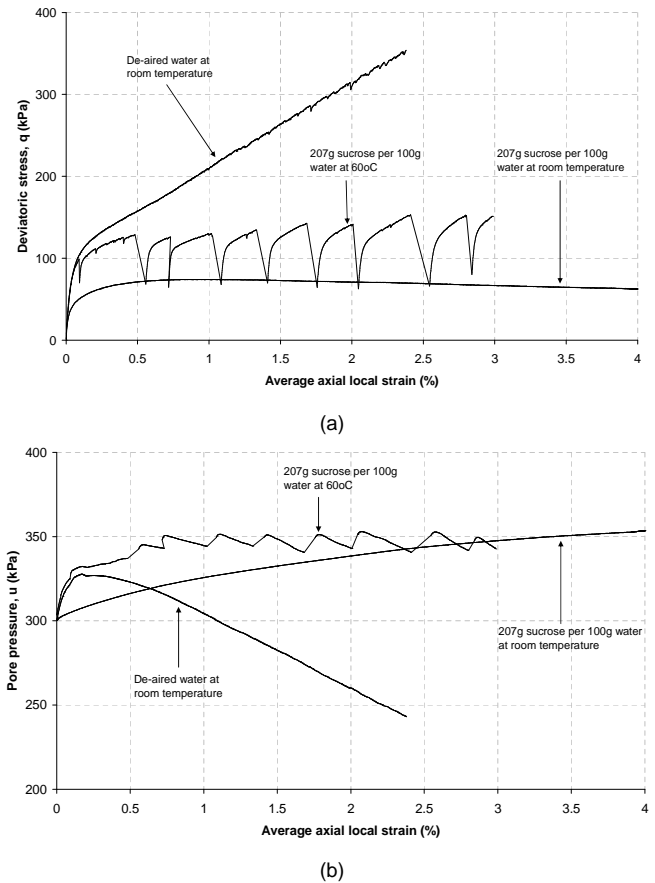 400
350
300
250
200
150
100
50
0
Deviatoric stress, q (kPa)
De-aired water at
room temperature
207g sucrose per 100g
water at 60oC
207g sucrose per 100g
water at room temperature
0 0.5 1 1.5 2 2.5 3 3.5 4
Average axial local strain (%)
(a)
400
350
300
250
200
Pore pressure, u (kPa)
207g sucrose per 100g
water at 60oC
207g sucrose per 100g water
at room temperature
De-aired water at
room temperature
0 0.5 1 1.5 2 2.5 3 3.5 4
Average axial local strain (%)
(b)